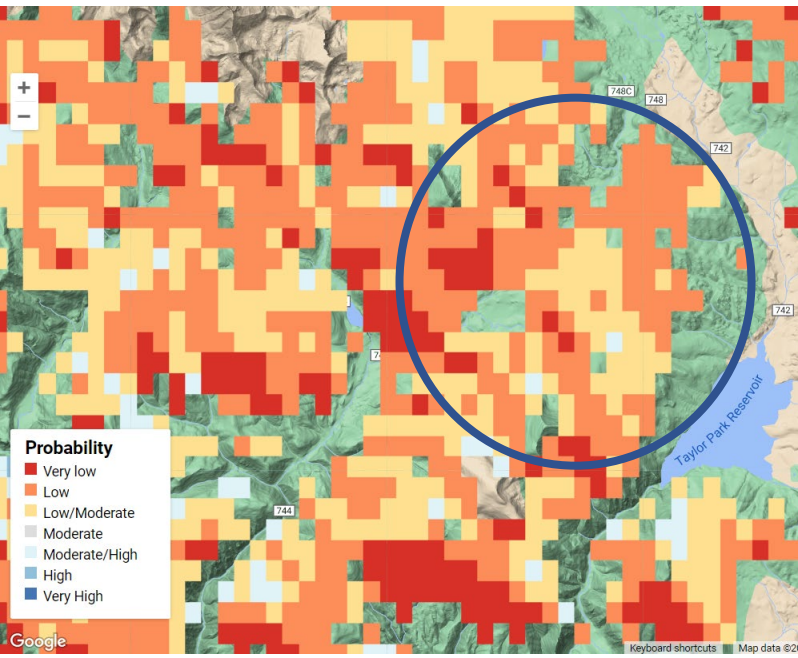 +
−
748C
748
742
742
744
Taylor Park Reservoir
Probability
Very low
Low
Low/Moderate
Moderate
Moderate/High
High
Very High
Google
Keyboard shortcuts
Map data ©20